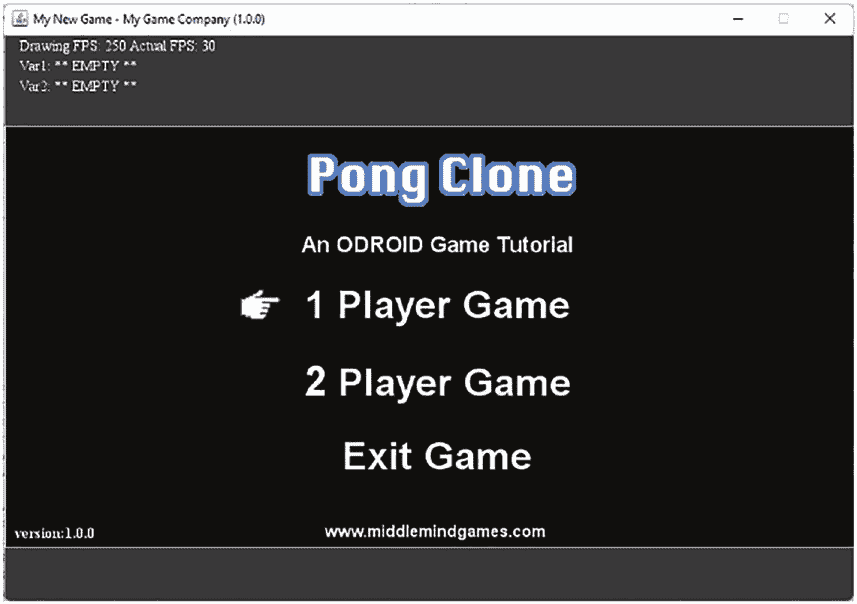 My New Game - My Game Company (1.0.0)
Drawing FPS: 250 Actual FPS: 30
Var1: ** EMPTY **
Var2: ** EMPTY **
Pong Clone
An ODROID Game Tutorial
1 Player Game
2 Player Game
Exit Game
version:1.0.0
www.middlemindgames.com